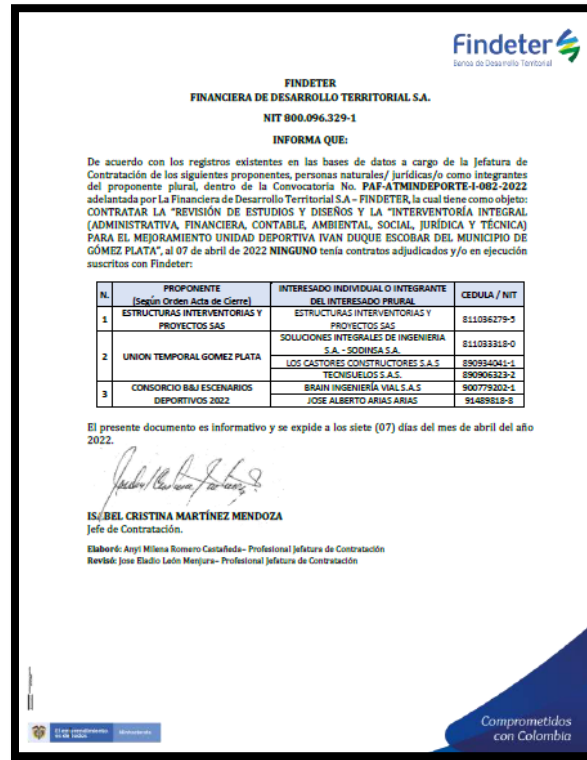 Findeter
Banca de Desarrollo Territorial
FINDETER
FINANCIERA DE DESARROLLO TERRITORIAL S.A.
NIT 800.096.329-1
INFORMA QUE:
De acuerdo con los registros existentes en las bases de datos a cargo de la Jefatura de
Contratación de los siguientes proponentes, personas naturales/ jurídicas/o como integrantes
del proponente plural, dentro de la Convocatoria No. PAF-ATMINDEPORTE-I-082-2022
adelantada por La Financiera de Desarrollo Territorial S.A – FINDETER, la cual tiene como objeto:
CONTRATAR LA "REVISIÓN DE ESTUDIOS Y DISEÑOS Y LA "INTERVENTORÍA INTEGRAL
(ADMINISTRATIVA, FINANCIERA, CONTABLE, AMBIENTAL, SOCIAL, JURÍDICA Y TÉCNICA)
PARA EL MEJORAMIENTO UNIDAD DEPORTIVA IVAN DUQUE ESCOBAR DEL MUNICIPIO DE
GÓMEZ PLATA", al 07 de abril de 2022 NINGUNO tenía contratos adjudicados y/o en ejecución
suscritos con Findeter:
N. PROPONENTE (Según Orden Acta de Cierre) INTERESADO INDIVIDUAL O INTEGRANTE DEL INTERESADO PRURAL CEDULA / NIT
1 ESTRUCTURAS INTERVENTORIAS Y PROYECTOS SAS ESTRUCTURAS INTERVENTORIAS Y PROYECTOS SAS 811036279-5
2 UNION TEMPORAL GOMEZ PLATA SOLUCIONES INTEGRALES DE INGENIERIA S.A. - SODINSA S.A. 811033318-0
LOS CASTORES CONSTRUCTORES S.A.S 890934041-1
TECNISUELOS S.A.S. 890906323-2
3 CONSORCIO B&J ESCENARIOS DEPORTIVOS 2022 BRAIN INGENIERÍA VIAL S.A.S 900779202-1
JOSE ALBERTO ARIAS ARIAS 91489818-8
El presente documento es informativo y se expide a los siete (07) días del mes de abril del año
2022.
ISABEL CRISTINA MARTÍNEZ MENDOZA
Jefe de Contratación.
Elaboró: Anyi Milena Romero Castañeda– Profesional Jefatura de Contratación
Revisó: Jose Eladio León Menjura– Profesional Jefatura de Contratación
Comprometidos
con Colombia